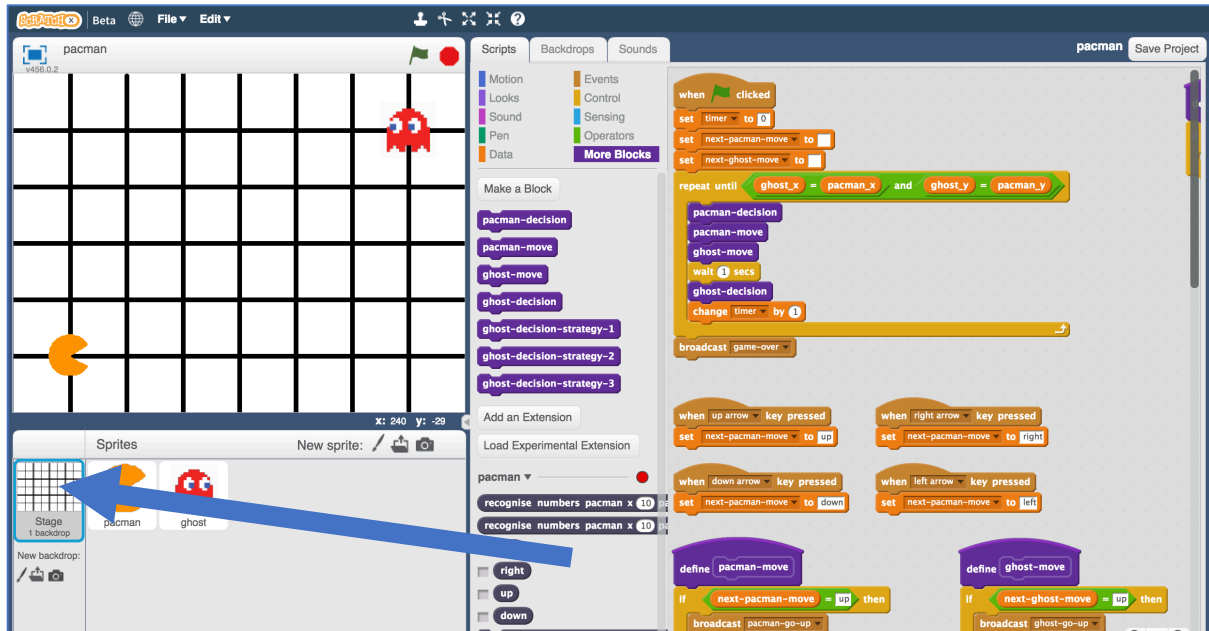 SCRATCHX Beta File▼ Edit▼
pacman
v456.0.2
x: 240 y: -29
Sprites New sprite:
Stage
1 backdrop
New backdrop:
pacman
ghost
Scripts Backdrops Sounds
pacman Save Project
Motion Events
Looks Control
Sound Sensing
Pen Operators
Data More Blocks
Make a Block
pacman-decision
pacman-move
ghost-move
ghost-decision
ghost-decision-strategy-1
ghost-decision-strategy-2
ghost-decision-strategy-3
Add an Extension
Load Experimental Extension
pacman ▼
recognise numbers pacman x 10 pa
recognise numbers pacman x 10 pa
right
up
down
when clicked
set timer to 0
set next-pacman-move to
set next-ghost-move to
repeat until ghost_x = pacman_x and ghost_y = pacman_y
pacman-decision
pacman-move
ghost-move
wait 1 secs
ghost-decision
change timer by 1
broadcast game-over
when up arrow key pressed
set next-pacman-move to up
when right arrow key pressed
set next-pacman-move to right
when down arrow key pressed
set next-pacman-move to down
when left arrow key pressed
set next-pacman-move to left
define pacman-move
if next-pacman-move = up then
broadcast pacman-go-up
define ghost-move
if next-ghost-move = up then
broadcast ghost-go-up